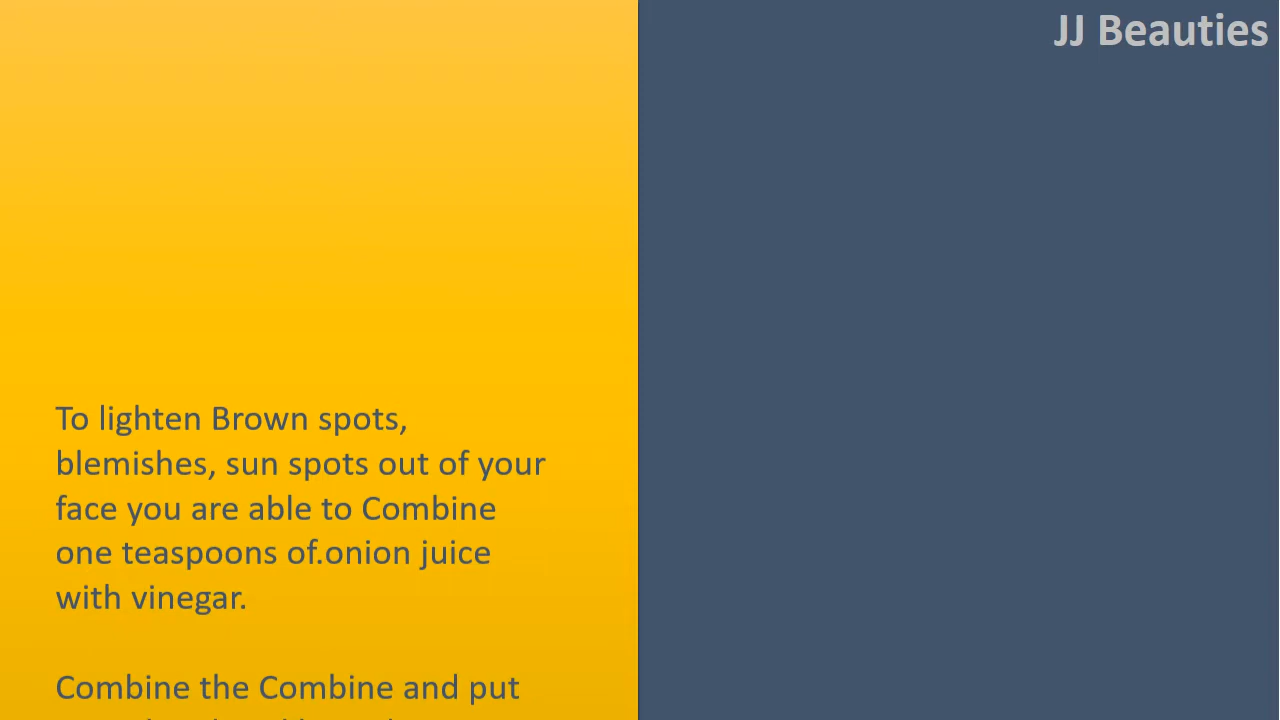 JJ Beauties
To lighten Brown spots,
blemishes, sun spots out of your
face you are able to Combine
one teaspoons of.onion juice
with vinegar.
Combine the Combine and put